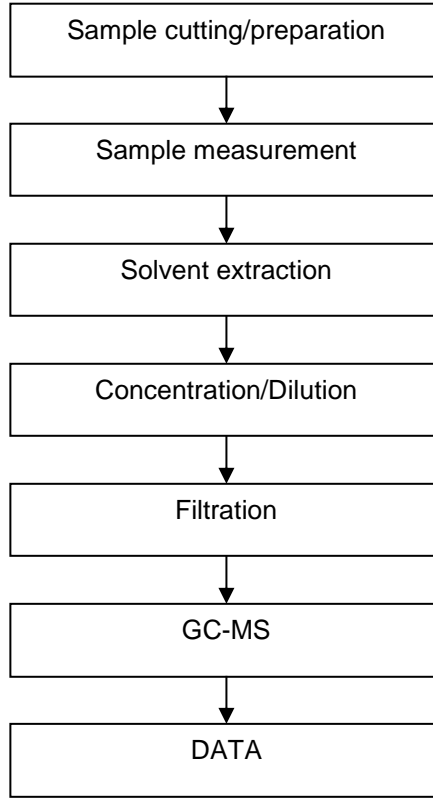 Sample cutting/preparation
Sample measurement
Solvent extraction
Concentration/Dilution
Filtration
GC-MS
DATA